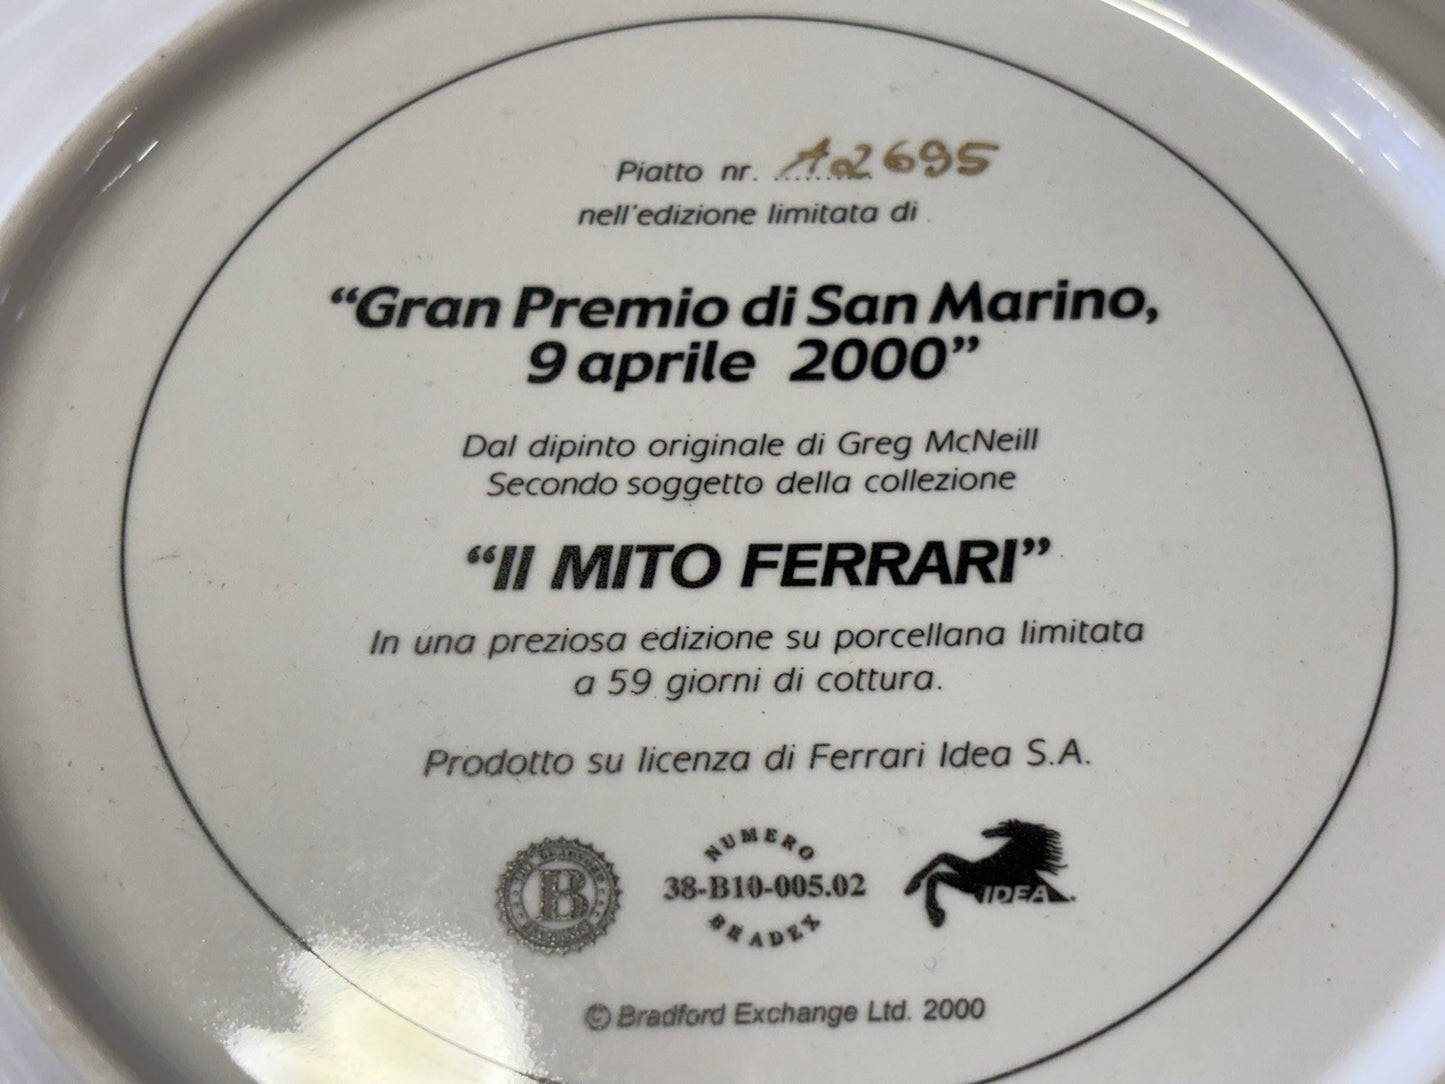 Piatto nr. A2695
nell'edizione limitata di
“Gran Premio di San Marino,
9 aprile 2000”
Dal dipinto originale di Greg McNeill
Secondo soggetto della collezione
“Il MITO FERRARI”
In una preziosa edizione su porcellana limitata
a 59 giorni di cottura.
Prodotto su licenza di Ferrari Idea S.A.
B
NUMERO
38-B10-005.02
BRADEX
IDEA
© Bradford Exchange Ltd. 2000